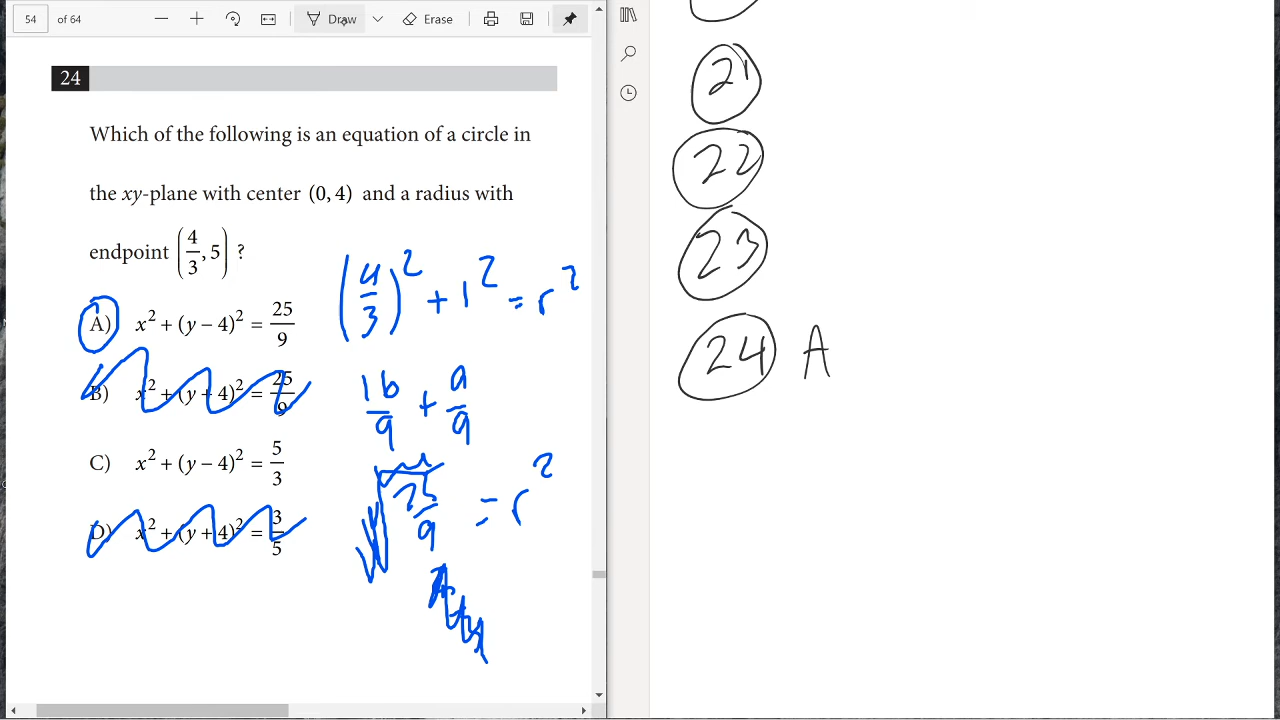 54 of 64 Draw Erase
24
Which of the following is an equation of a circle in
the xy-plane with center (0, 4) and a radius with
endpoint (4/3, 5) ?
A) x² + (y − 4)² = 25/9
B) x² + (y + 4)² = 25/9
C) x² + (y − 4)² = 5/3
D) x² + (y + 4)² = 3/5
(4/3)² + 1² = r²
16/9 + 9/9
25/9 = r²
21
22
23
24 A